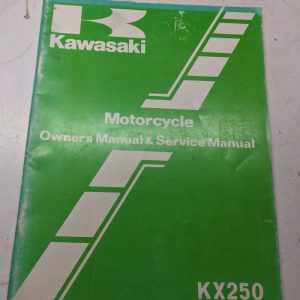 Kawasaki
Motorcycle
Owners Manual & Service Manual
KX250